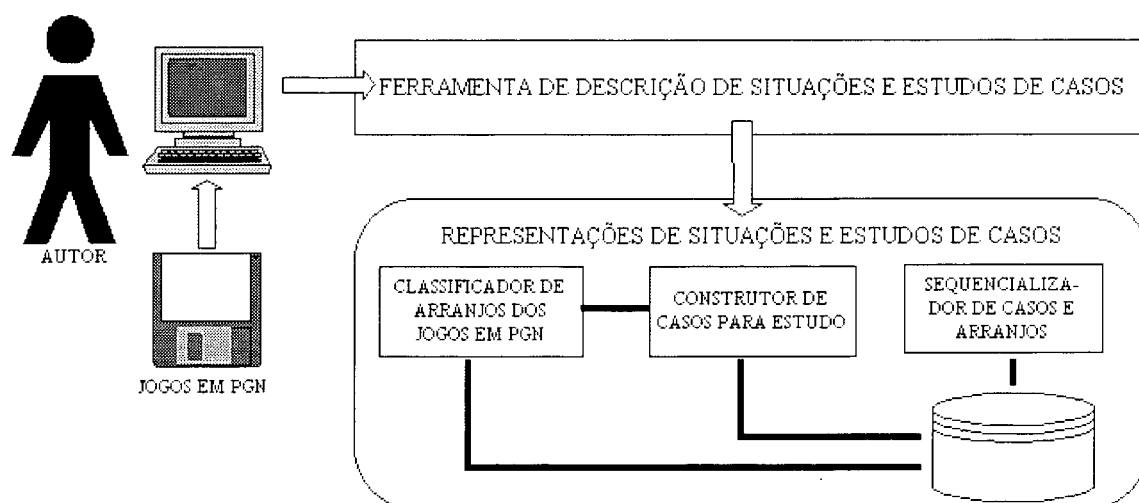 FERRAMENTA DE DESCRIÇÃO DE SITUAÇÕES E ESTUDOS DE CASOS
AUTOR
JOGOS EM PGN
REPRESENTAÇÕES DE SITUAÇÕES E ESTUDOS DE CASOS
CLASSIFICADOR DE
ARRANJOS DOS
JOGOS EM PGN
CONSTRUTOR DE
CASOS PARA ESTUDO
SEQUENCIALIZA-
DOR DE CASOS E
ARRANJOS